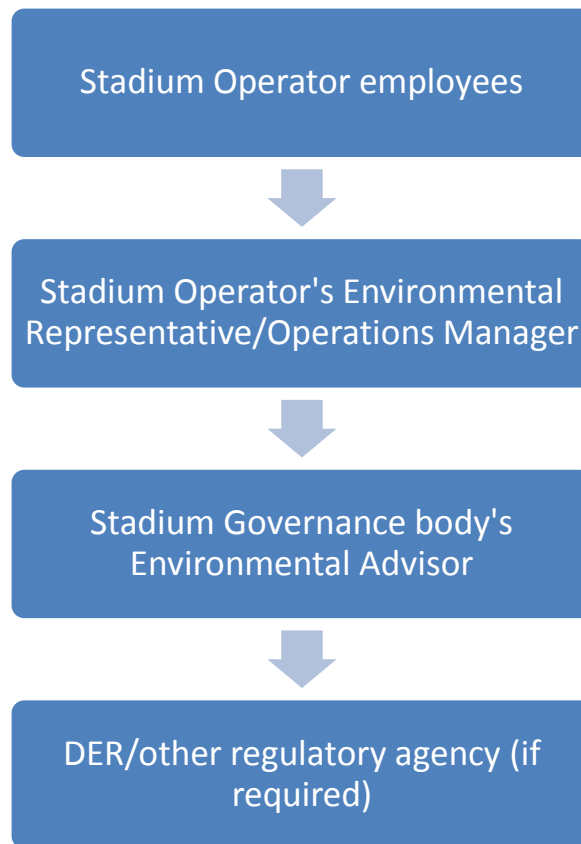 Stadium Operator employees
Stadium Operator's Environmental
Representative/Operations Manager
Stadium Governance body's
Environmental Advisor
DER/other regulatory agency (if
required)